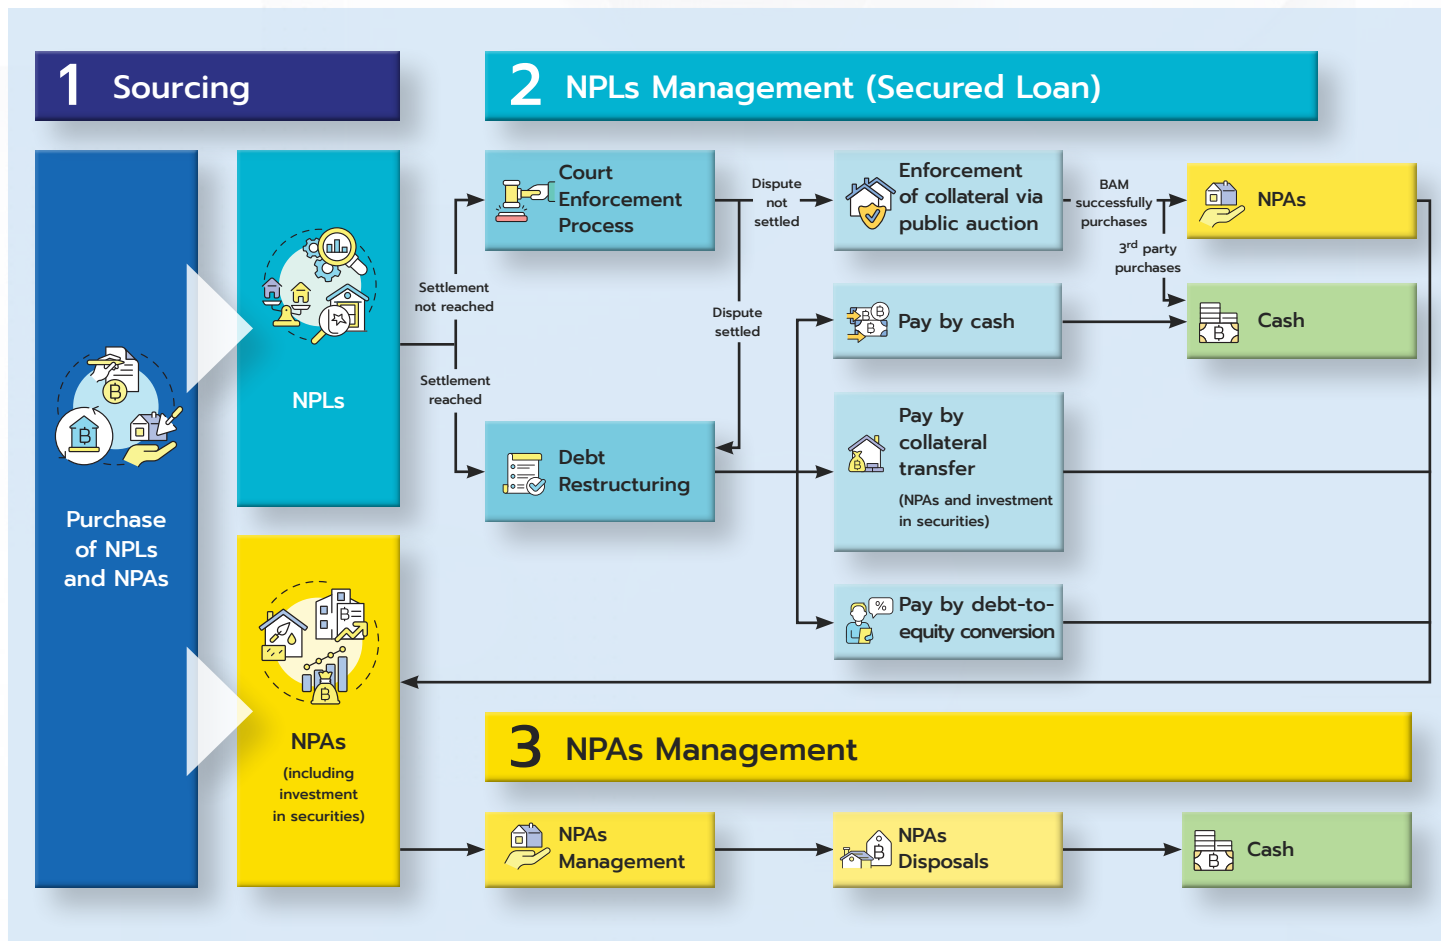 1 Sourcing
2 NPLs Management (Secured Loan)
Purchase
of NPLs
and NPAs
NPLs
Settlement
not reached
Settlement
reached
Court
Enforcement
Process
Dispute
not
settled
Dispute
settled
Debt
Restructuring
Enforcement
of collateral via
public auction
BAM
successfully
purchases
3rd party
purchases
NPAs
Pay by cash
Cash
Pay by
collateral
transfer
(NPAs and investment
in securities)
Pay by debt-to-
equity conversion
NPAs
(including
investment
in securities)
3 NPAs Management
NPAs
Management
NPAs
Disposals
Cash